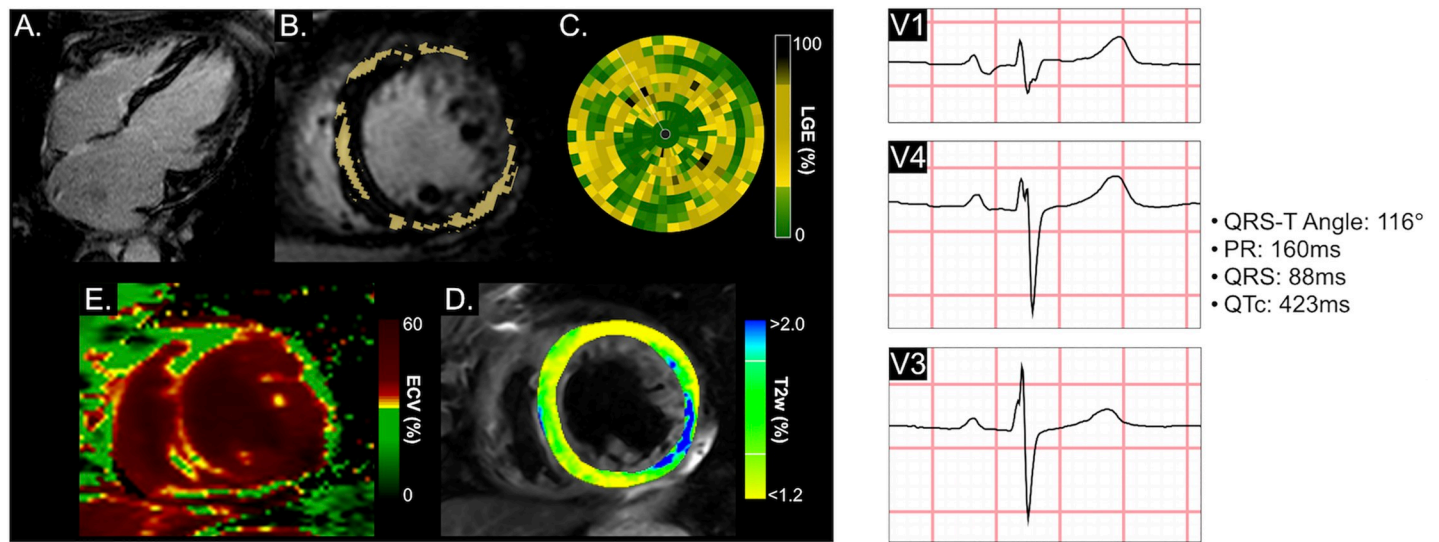 A.
B.
C.
100
LGE (%)
0
E.
60
ECV (%)
0
D.
>2.0
T2w (%)
<1.2
V1
V4
V3
• QRS-T Angle: 116°
• PR: 160ms
• QRS: 88ms
• QTc: 423ms